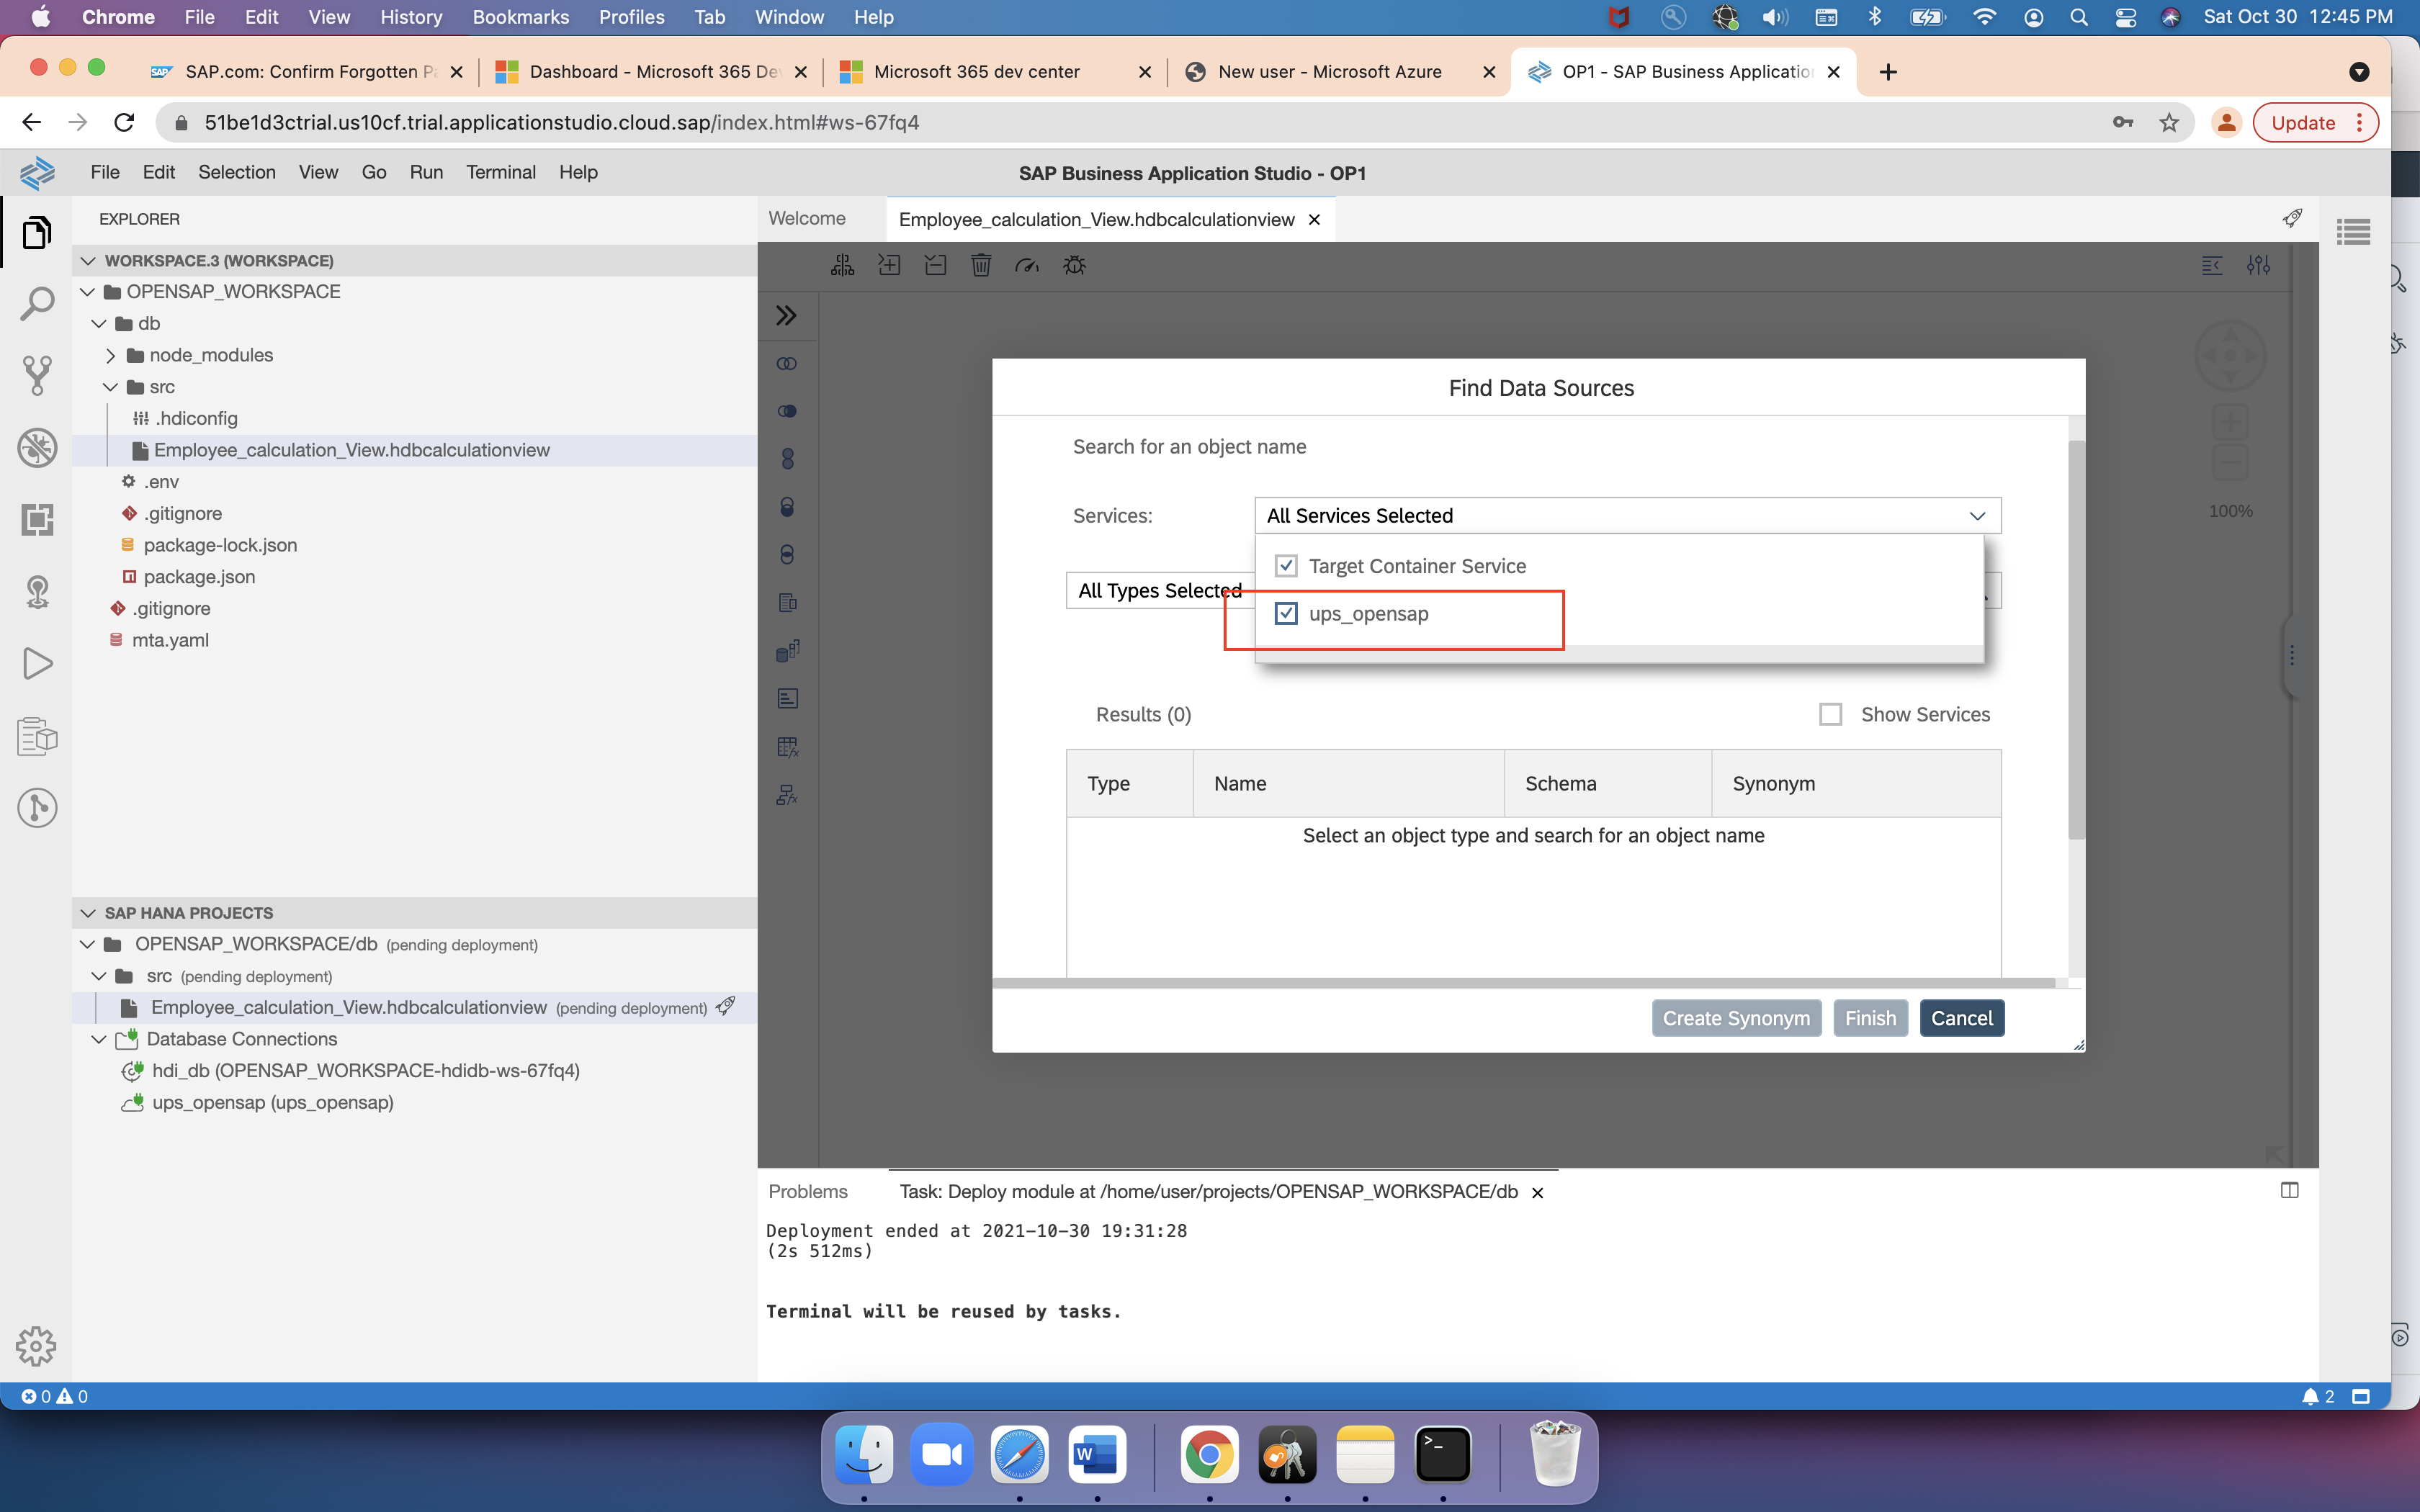 Chrome File Edit View History Bookmarks Profiles Tab Window Help Sat Oct 30 12:45 PM
SAP SAP.com: Confirm Forgotten Pa
Dashboard - Microsoft 365 De
Microsoft 365 dev center
New user - Microsoft Azure
OP1 - SAP Business Application
51be1d3ctrial.us10cf.trial.applicationstudio.cloud.sap/index.html#ws-67fq4
Update
File Edit Selection View Go Run Terminal Help
SAP Business Application Studio - OP1
EXPLORER
WORKSPACE.3 (WORKSPACE)
OPENSAP_WORKSPACE
db
node_modules
src
.hdiconfig
Employee_calculation_View.hdbcalculationview
.env
.gitignore
package-lock.json
package.json
.gitignore
mta.yaml
SAP HANA PROJECTS
OPENSAP_WORKSPACE/db (pending deployment)
src (pending deployment)
Employee_calculation_View.hdbcalculationview (pending deployment)
Database Connections
hdi_db (OPENSAP_WORKSPACE-hdidb-ws-67fq4)
ups_opensap (ups_opensap)
Welcome
Employee_calculation_View.hdbcalculationview
100%
Find Data Sources
Search for an object name
Services: All Services Selected
Target Container Service
All Types Selected
ups_opensap
Results (0)
Show Services
Type Name Schema Synonym
Select an object type and search for an object name
Create Synonym Finish Cancel
Problems
Task: Deploy module at /home/user/projects/OPENSAP_WORKSPACE/db
Deployment ended at 2021-10-30 19:31:28
(2s 512ms)
Terminal will be reused by tasks.
0 0
2
W
>_